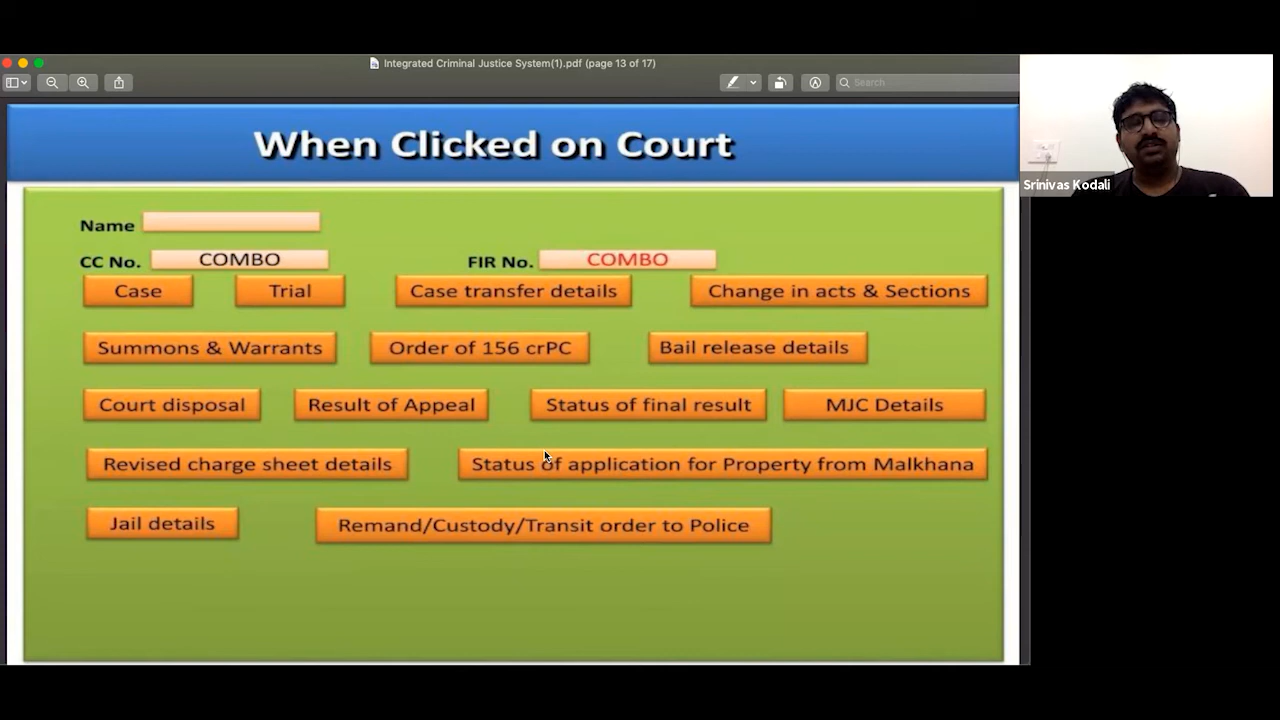 Integrated Criminal Justice System(1).pdf (page 13 of 17)
Search
When Clicked on Court
Srinivas Kodali
Name
CC No. COMBO FIR No. COMBO
Case Trial Case transfer details Change in acts & Sections
Summons & Warrants Order of 156 crPC Bail release details
Court disposal Result of Appeal Status of final result MJC Details
Revised charge sheet details Status of application for Property from Malkhana
Jail details Remand/Custody/Transit order to Police